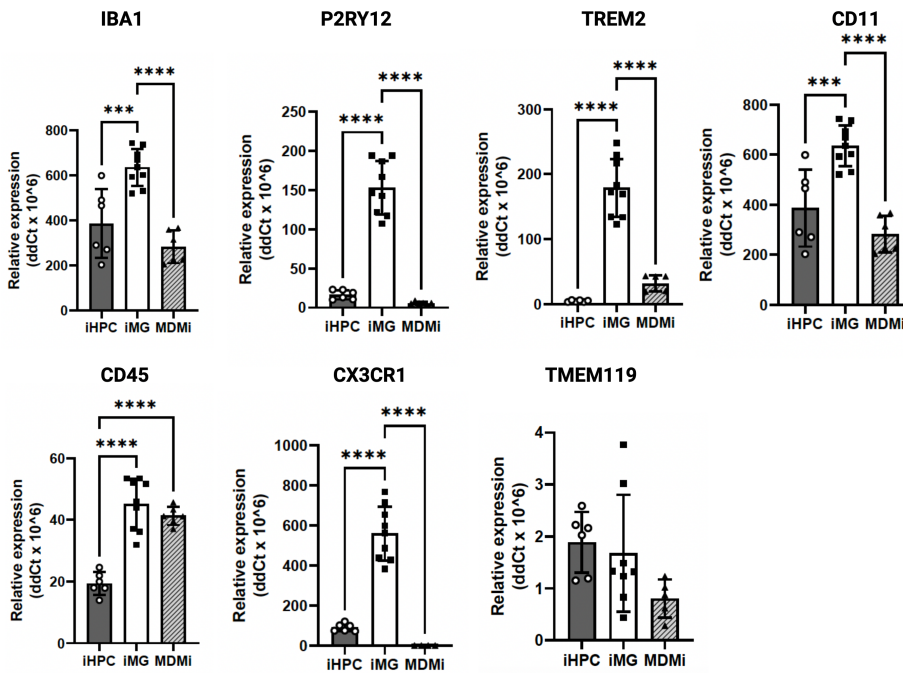 IBA1
Relative expression
(ddCt x 10^6)
800
600
400
200
0
***
****
iHPC iMG MDMi
P2RY12
Relative expression
(ddCt x 10^6)
250
200
150
100
50
0
****
****
iHPC iMG MDMi
TREM2
Relative expression
(ddCt x 10^6)
300
200
100
0
****
****
iHPC iMG MDMi
CD11
Relative expression
(ddCt x 10^6)
800
600
400
200
0
***
****
iHPC iMG MDMi
CD45
Relative expression
(ddCt x 10^6)
60
40
20
0
****
****
iHPC iMG MDMi
CX3CR1
Relative expression
(ddCt x 10^6)
1000
800
600
400
200
0
****
****
iHPC iMG MDMi
TMEM119
Relative expression
(ddCt x 10^6)
4
3
2
1
0
iHPC iMG MDMi